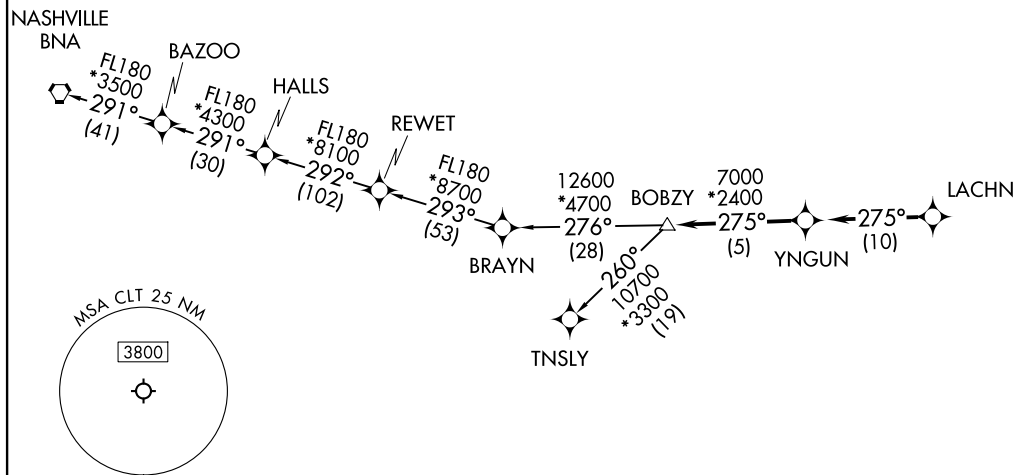 NASHVILLE
BNA
FL180
*3500
291°
(41)
BAZOO
FL180
*4300
291°
(30)
HALLS
FL180
*8100
292°
(102)
REWET
FL180
*8700
293°
(53)
BRAYN
12600
*4700
276°
(28)
BOBZY
7000
*2400
275°
(5)
YNGUN
275°
(10)
LACHN
260°
10700
*3300
(19)
TNSLY
MSA CLT 25 NM
3800